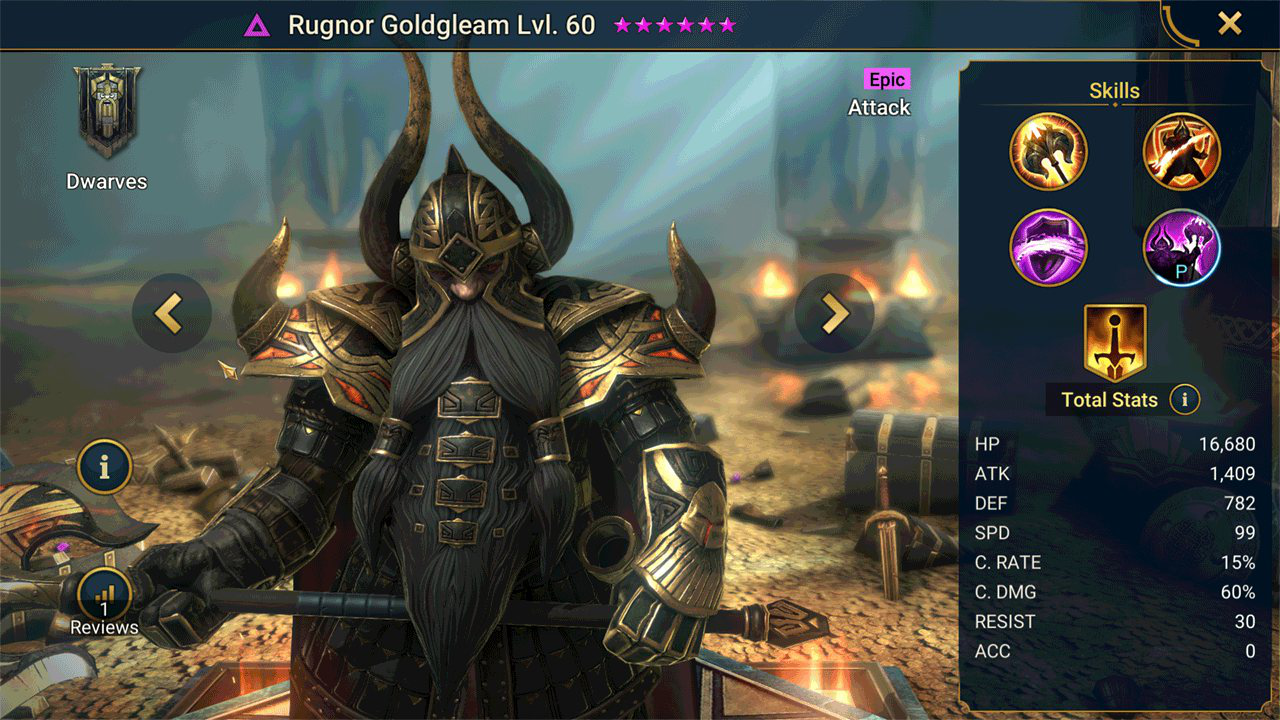 Rugnor Goldgleam Lvl. 60
Epic
Attack
Dwarves
1
Reviews
Skills
P
Total Stats
HP 16,680
ATK 1,409
DEF 782
SPD 99
C. RATE 15%
C. DMG 60%
RESIST 30
ACC 0